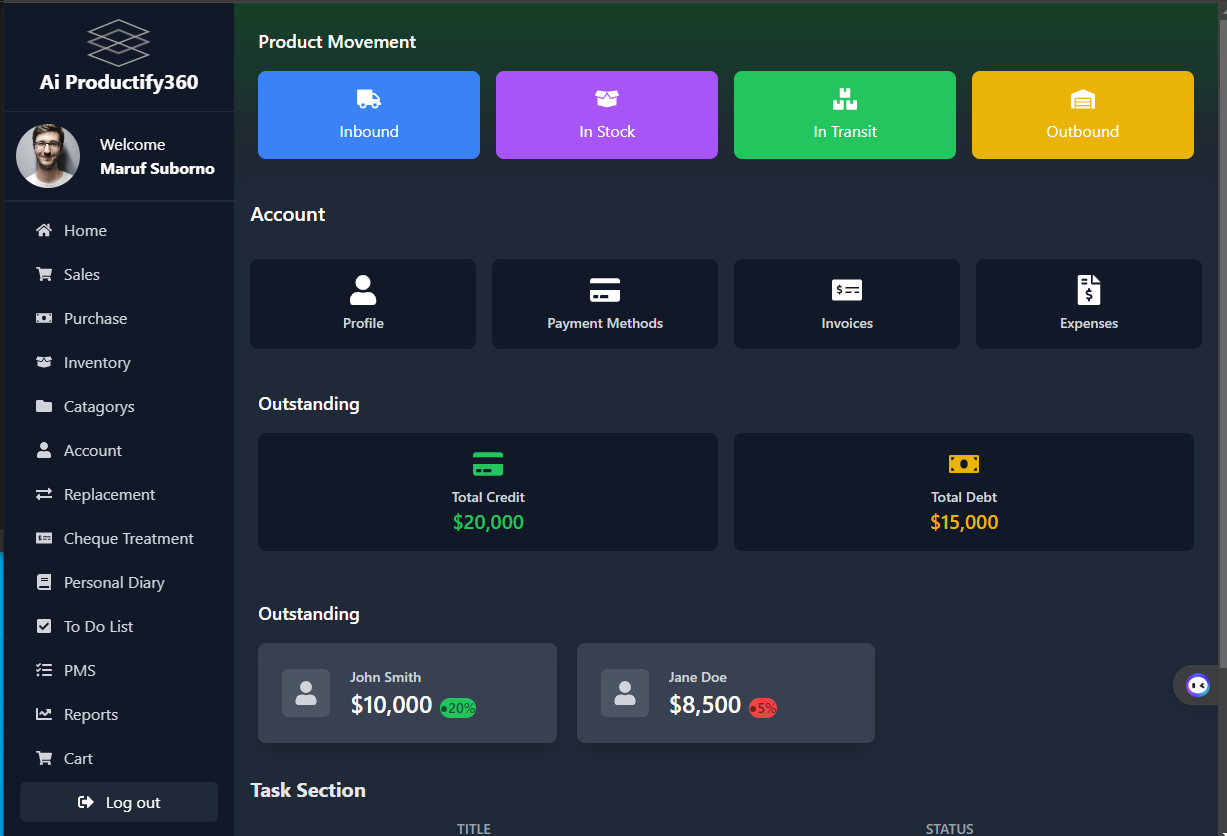 Ai Productify360
Welcome
Maruf Suborno
Home
Sales
Purchase
Inventory
Catagorys
Account
Replacement
Cheque Treatment
Personal Diary
To Do List
PMS
Reports
Cart
Log out
Product Movement
Inbound
In Stock
In Transit
Outbound
Account
Profile
Payment Methods
Invoices
Expenses
Outstanding
Total Credit
$20,000
Total Debt
$15,000
Outstanding
John Smith
$10,000 20%
Jane Doe
$8,500 5%
Task Section
TITLE STATUS